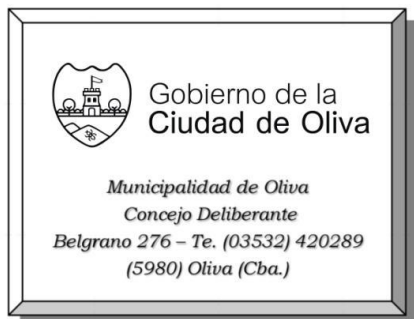 Gobierno de la
Ciudad de Oliva
Municipalidad de Oliva
Concejo Deliberante
Belgrano 276 – Te. (03532) 420289
(5980) Oliva (Cba.)